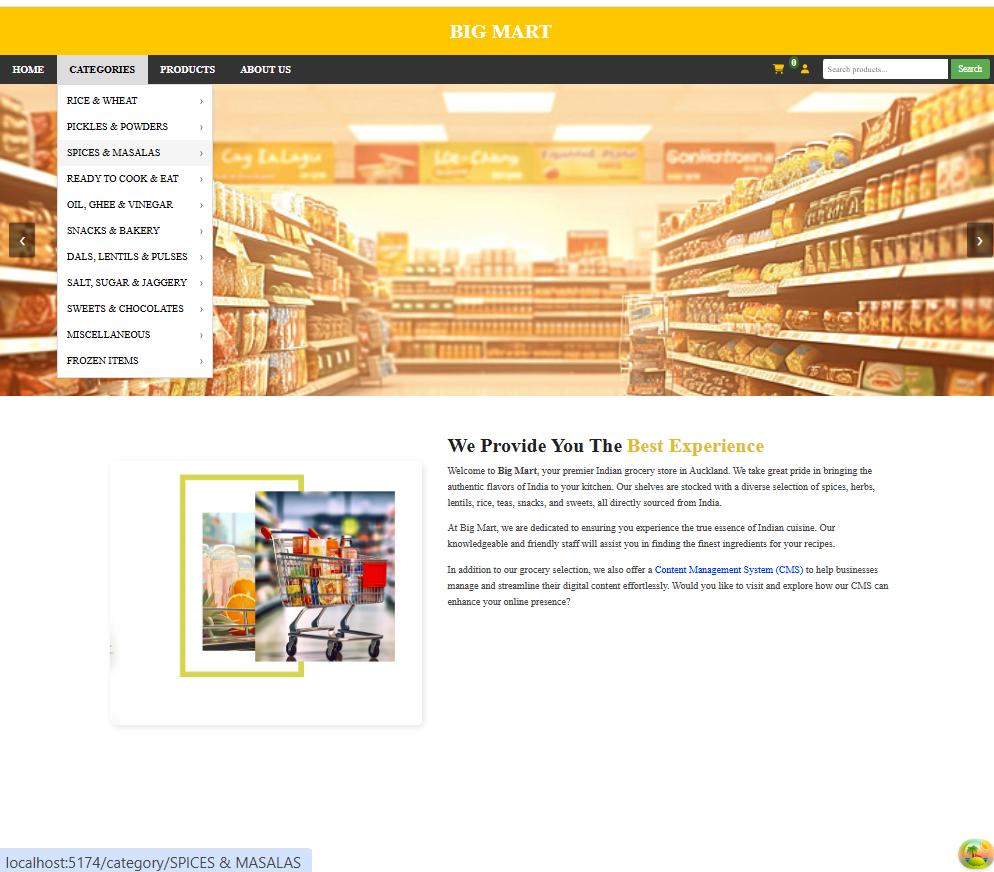 BIG MART
HOME CATEGORIES PRODUCTS ABOUT US 0 Search products... Search
RICE & WHEAT ›
PICKLES & POWDERS ›
SPICES & MASALAS ›
READY TO COOK & EAT ›
OIL, GHEE & VINEGAR ›
SNACKS & BAKERY ›
DALS, LENTILS & PULSES ›
SALT, SUGAR & JAGGERY ›
SWEETS & CHOCOLATES ›
MISCELLANEOUS ›
FROZEN ITEMS ›
‹ ›
We Provide You The Best Experience
Welcome to Big Mart, your premier Indian grocery store in Auckland. We take great pride in bringing the
authentic flavors of India to your kitchen. Our shelves are stocked with a diverse selection of spices, herbs,
lentils, rice, teas, snacks, and sweets, all directly sourced from India.
At Big Mart, we are dedicated to ensuring you experience the true essence of Indian cuisine. Our
knowledgeable and friendly staff will assist you in finding the finest ingredients for your recipes.
In addition to our grocery selection, we also offer a Content Management System (CMS) to help businesses
manage and streamline their digital content effortlessly. Would you like to visit and explore how our CMS can
enhance your online presence?
localhost:5174/category/SPICES & MASALAS